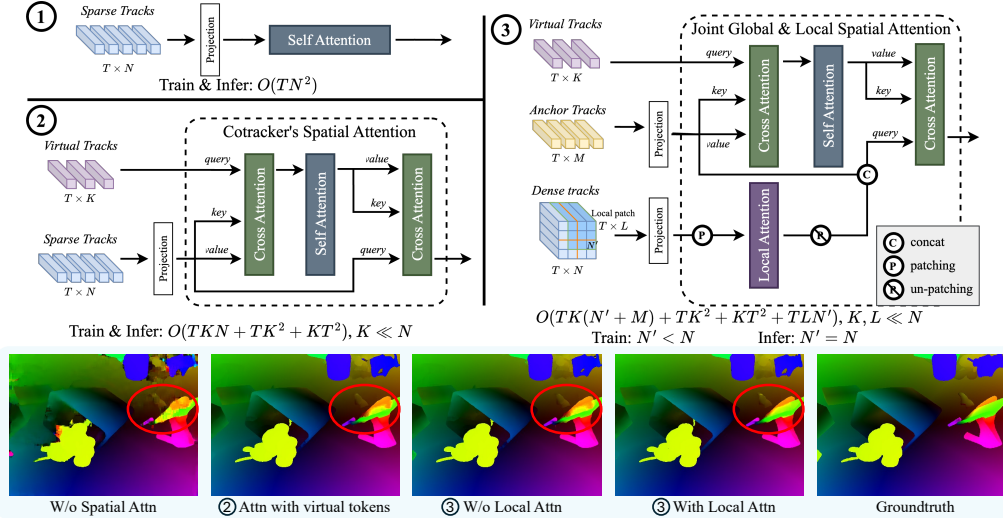 1
Sparse Tracks
T × N
Projection
Self Attention
Train & Infer: O(TN²)
2
Cotracker's Spatial Attention
Virtual Tracks
T × K
query
value
key
Cross Attention
Self Attention
Cross Attention
Sparse Tracks
T × N
Projection
key
value
query
Train & Infer: O(TKN + TK² + KT²), K ≪ N
3
Joint Global & Local Spatial Attention
Virtual Tracks
T × K
query
value
key
Cross Attention
Self Attention
Cross Attention
Anchor Tracks
T × M
Projection
key
value
query
C
Dense tracks
Local patch
T × L
N′
T × N
Projection
P
Local Attention
P
C concat
P patching
P un-patching
O(TK(N′ + M) + TK² + KT² + TLN′), K, L ≪ N
Train: N′ < N Infer: N′ = N
W/o Spatial Attn
② Attn with virtual tokens
③ W/o Local Attn
③ With Local Attn
Groundtruth